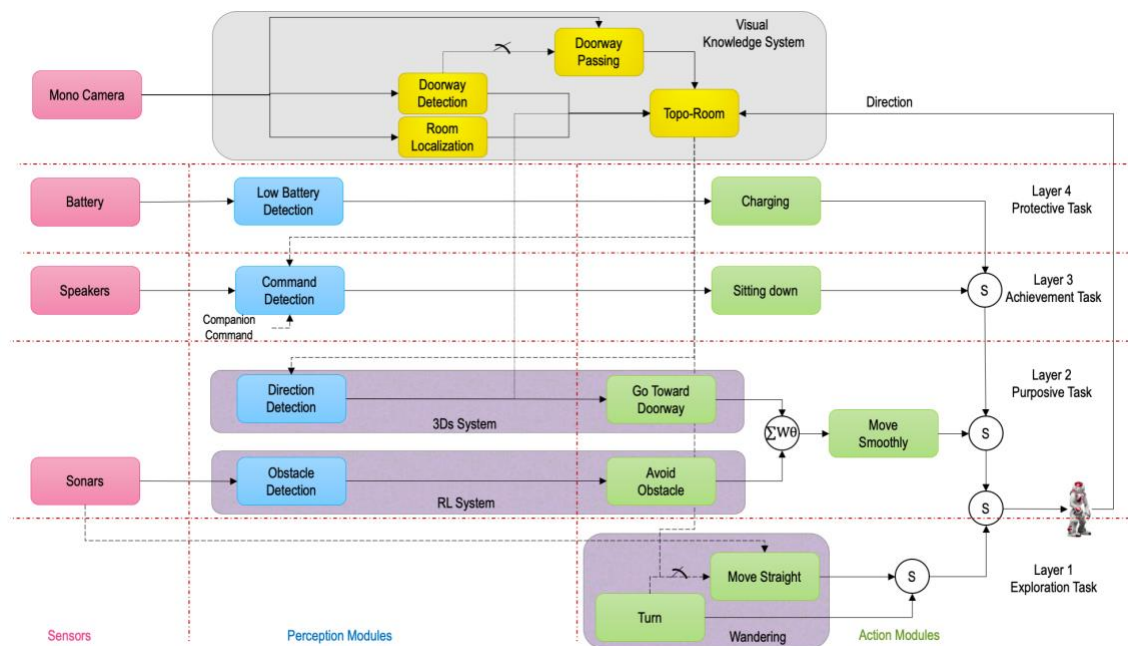 Visual
Knowledge System
Doorway
Passing
Mono Camera
Doorway
Detection
Room
Localization
Topo-Room
Direction
Battery
Low Battery
Detection
Charging
Layer 4
Protective Task
Speakers
Command
Detection
Companion
Command
Sitting down
S
Layer 3
Achievement Task
Direction
Detection
3Ds System
Go Toward
Doorway
Layer 2
Purposive Task
∑Wθ
Move
Smoothly
S
Sonars
Obstacle
Detection
RL System
Avoid
Obstacle
S
Move Straight
S
Layer 1
Exploration Task
Turn
Wandering
Sensors
Perception Modules
Action Modules